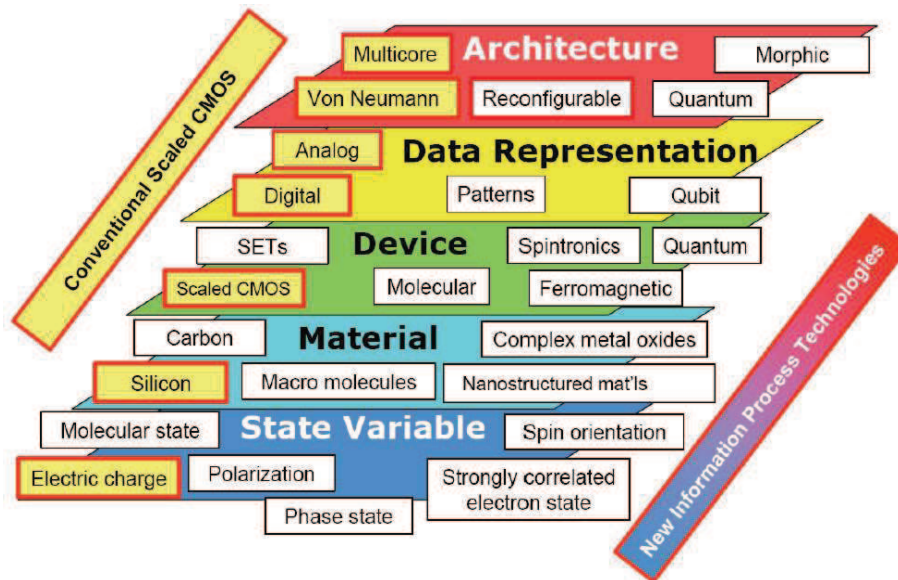 Conventional Scaled CMOS
Multicore
Architecture
Morphic
Von Neumann
Reconfigurable
Quantum
Analog
Data Representation
Digital
Patterns
Qubit
SETs
Device
Spintronics
Quantum
Scaled CMOS
Molecular
Ferromagnetic
Carbon
Material
Complex metal oxides
Silicon
Macro molecules
Nanostructured mat'ls
Molecular state
State Variable
Spin orientation
Electric charge
Polarization
Strongly correlated
electron state
Phase state
New Information Process Technologies